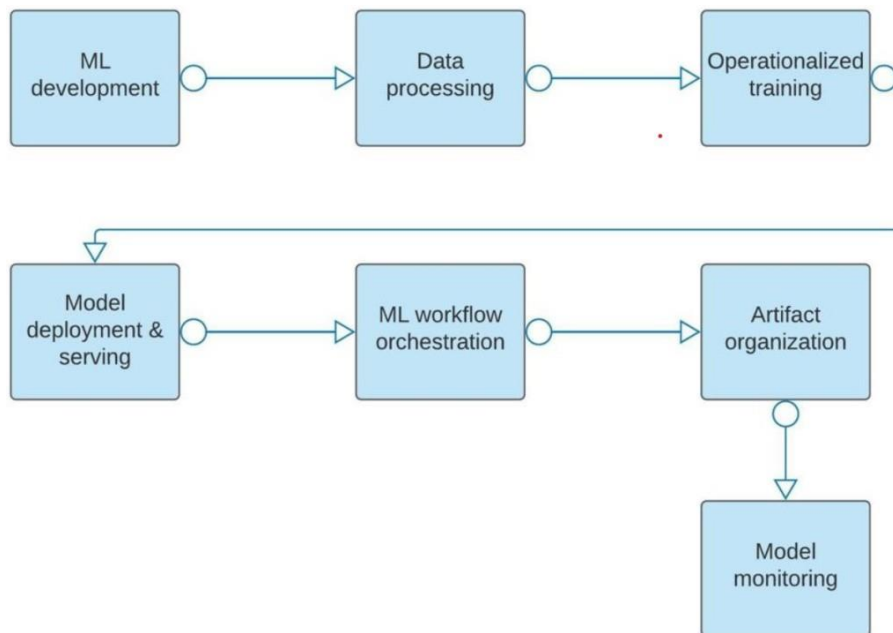 ML
development
Data
processing
Operationalized
training
Model
deployment &
serving
ML workflow
orchestration
Artifact
organization
Model
monitoring